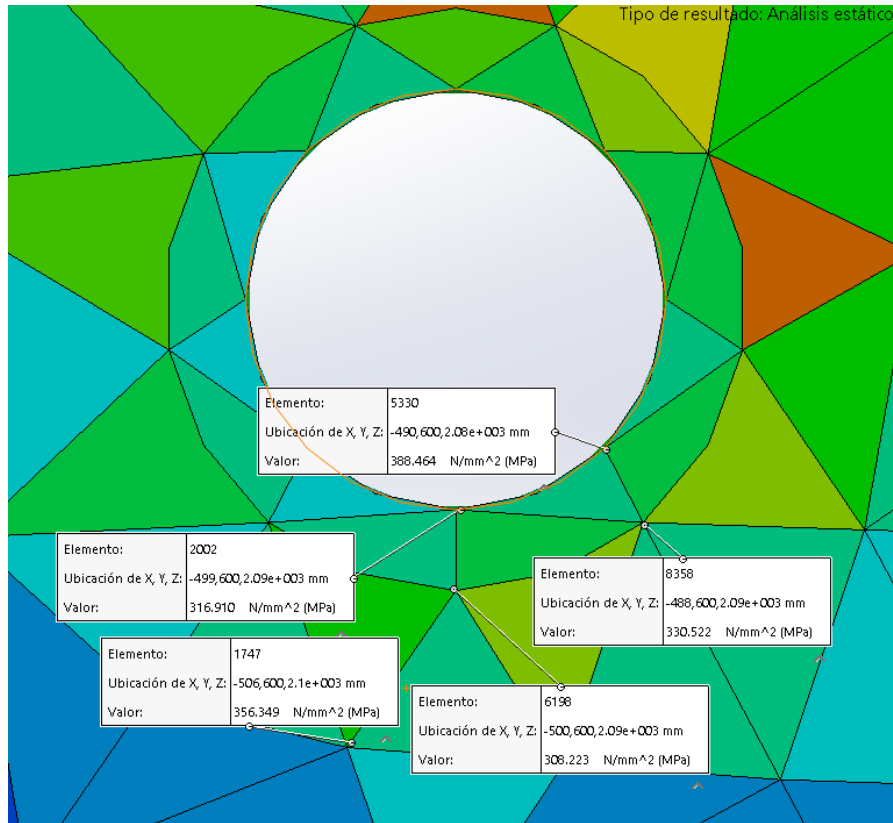 Tipo de resultado: Análisis estático
Elemento: 5330
Ubicación de X, Y, Z: -490,600,2.08e+003 mm
Valor: 388.464 N/mm^2 (MPa)
Elemento: 2002
Ubicación de X, Y, Z: -499,600,2.09e+003 mm
Valor: 316.910 N/mm^2 (MPa)
Elemento: 8358
Ubicación de X, Y, Z: -488,600,2.09e+003 mm
Valor: 330.522 N/mm^2 (MPa)
Elemento: 1747
Ubicación de X, Y, Z: -506,600,2.1e+003 mm
Valor: 356.349 N/mm^2 (MPa)
Elemento: 6198
Ubicación de X, Y, Z: -500,600,2.09e+003 mm
Valor: 308.223 N/mm^2 (MPa)